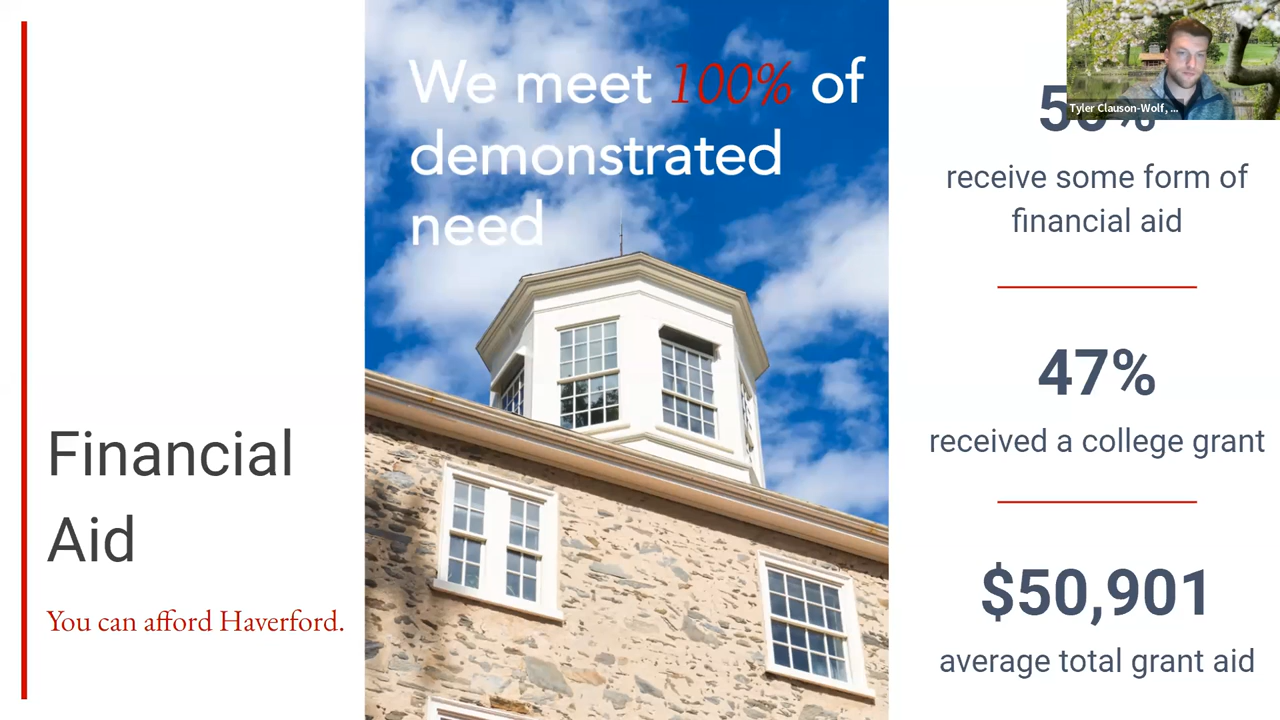 Financial
Aid
You can afford Haverford.
We meet 100% of
demonstrated
need
Tyler Clauson-Wolf, ...
receive some form of
financial aid
47%
received a college grant
$50,901
average total grant aid